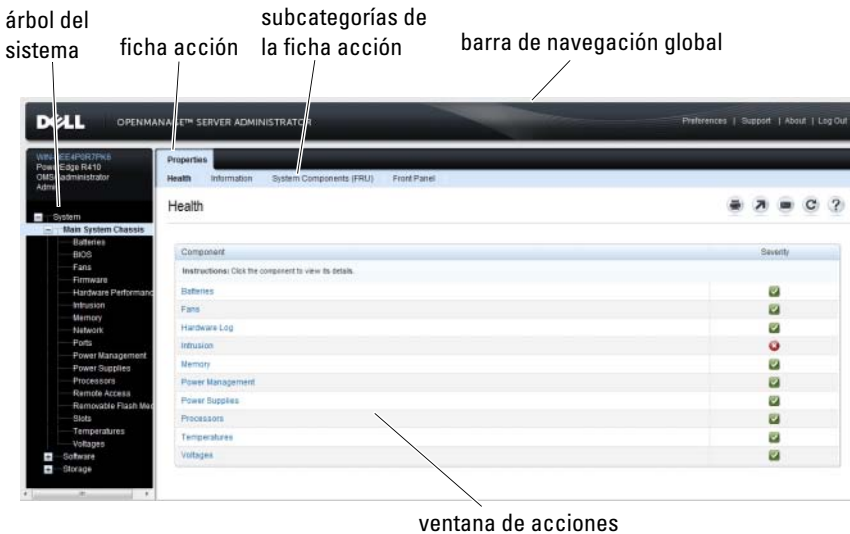 árbol del
sistema
ficha acción
subcategorías de
la ficha acción
barra de navegación global
DELL
OPENMANAGE™ SERVER ADMINISTRATOR
Preferences | Support | About | Log Out
PowerEdge R410
Admin
System
Main System Chassis
Batteries
BIOS
Fans
Firmware
Hardware Performanc
Intrusion
Memory
Network
Ports
Power Management
Power Supplies
Processors
Remote Access
Removable Flash Med
Slots
Temperatures
Voltages
Software
Storage
Properties
Health Information System Components (FRU) Front Panel
Health
Component Severity
Instructions: Click the component to view its details.
Batteries
Fans
Hardware Log
Intrusion
Memory
Power Management
Power Supplies
Processors
Temperatures
Voltages
ventana de acciones